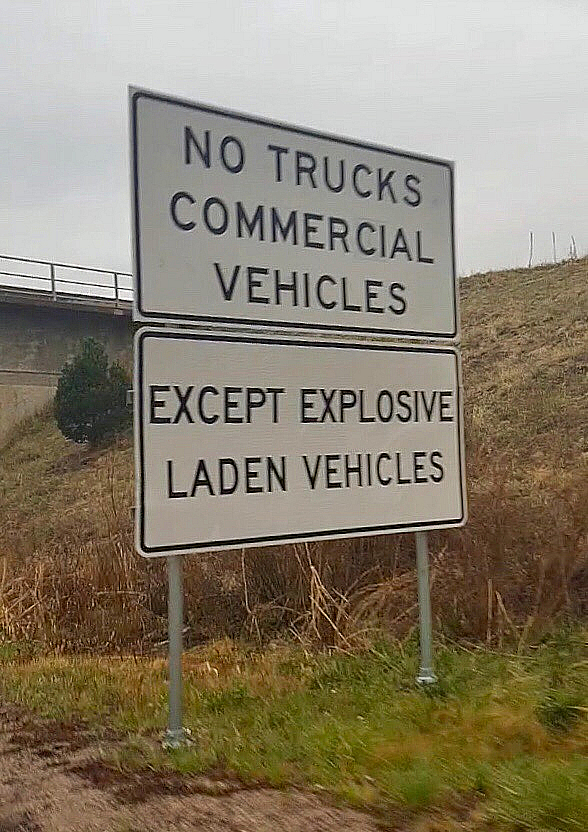 NO TRUCKS
COMMERCIAL
VEHICLES
EXCEPT EXPLOSIVE
LADEN VEHICLES